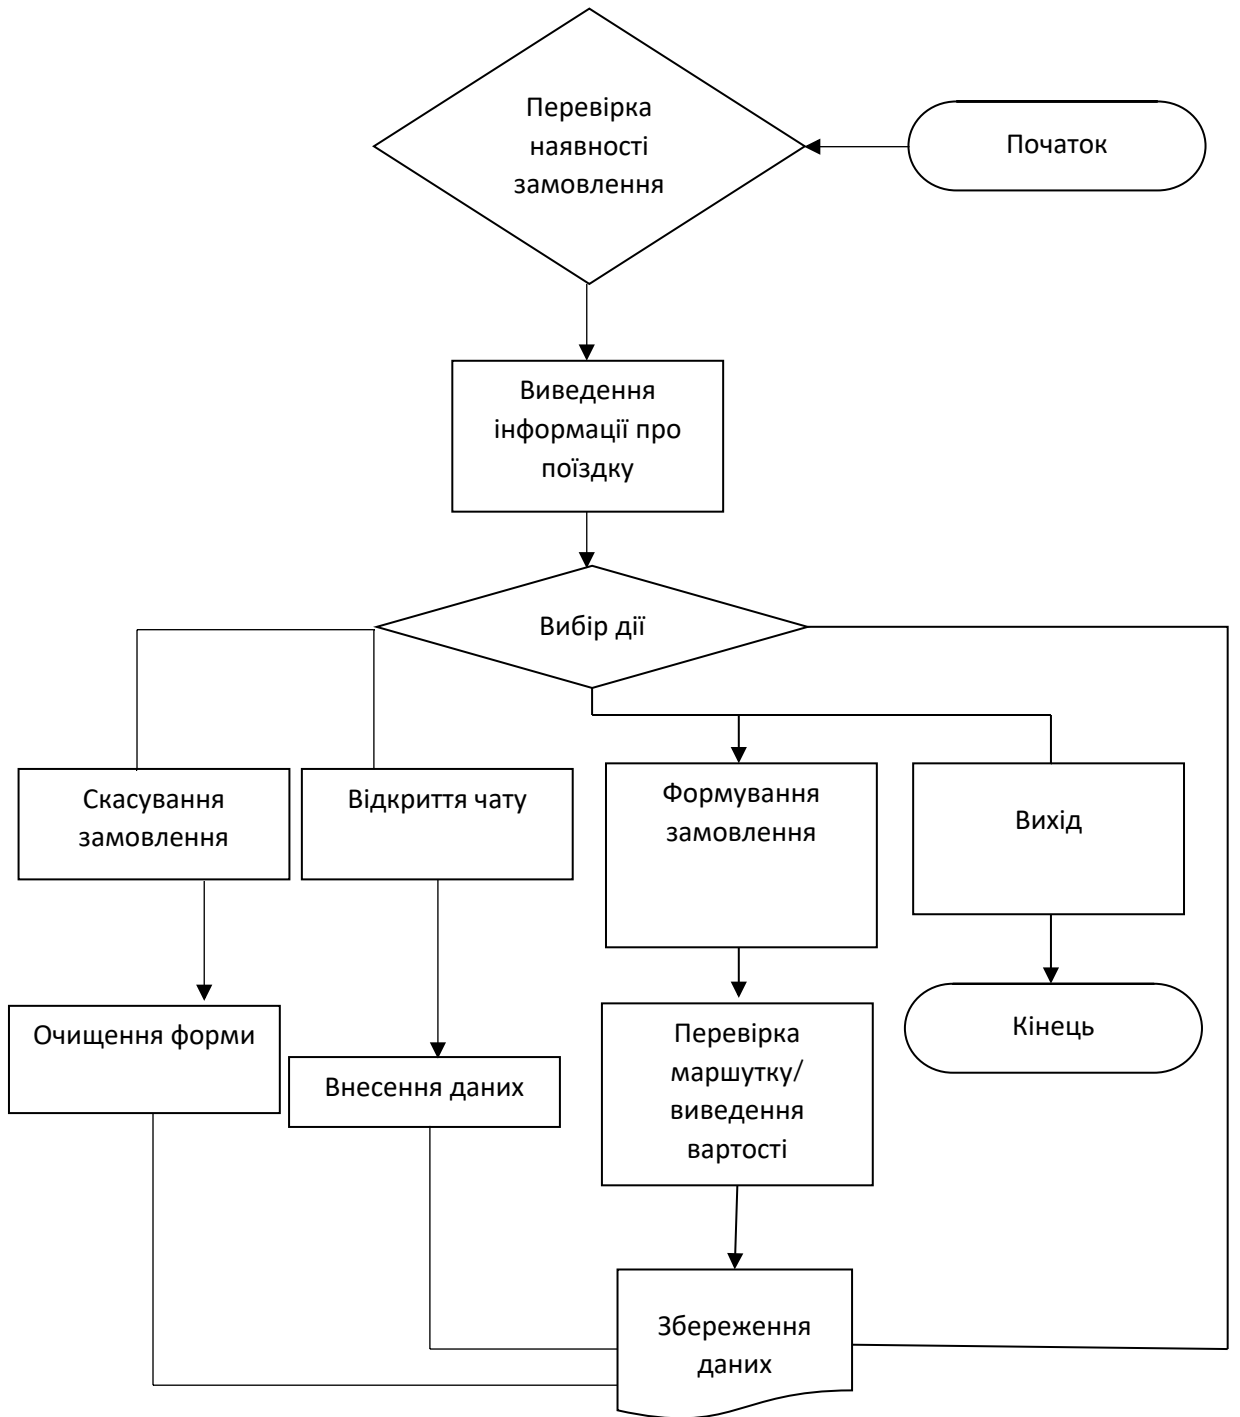 Перевірка
наявності
замовлення
Початок
Виведення
інформації про
поїздку
Вибір дії
Скасування
замовлення
Відкриття чату
Формування
замовлення
Вихід
Очищення форми
Внесення даних
Перевірка
маршутку/
виведення
вартості
Кінець
Збереження
даних